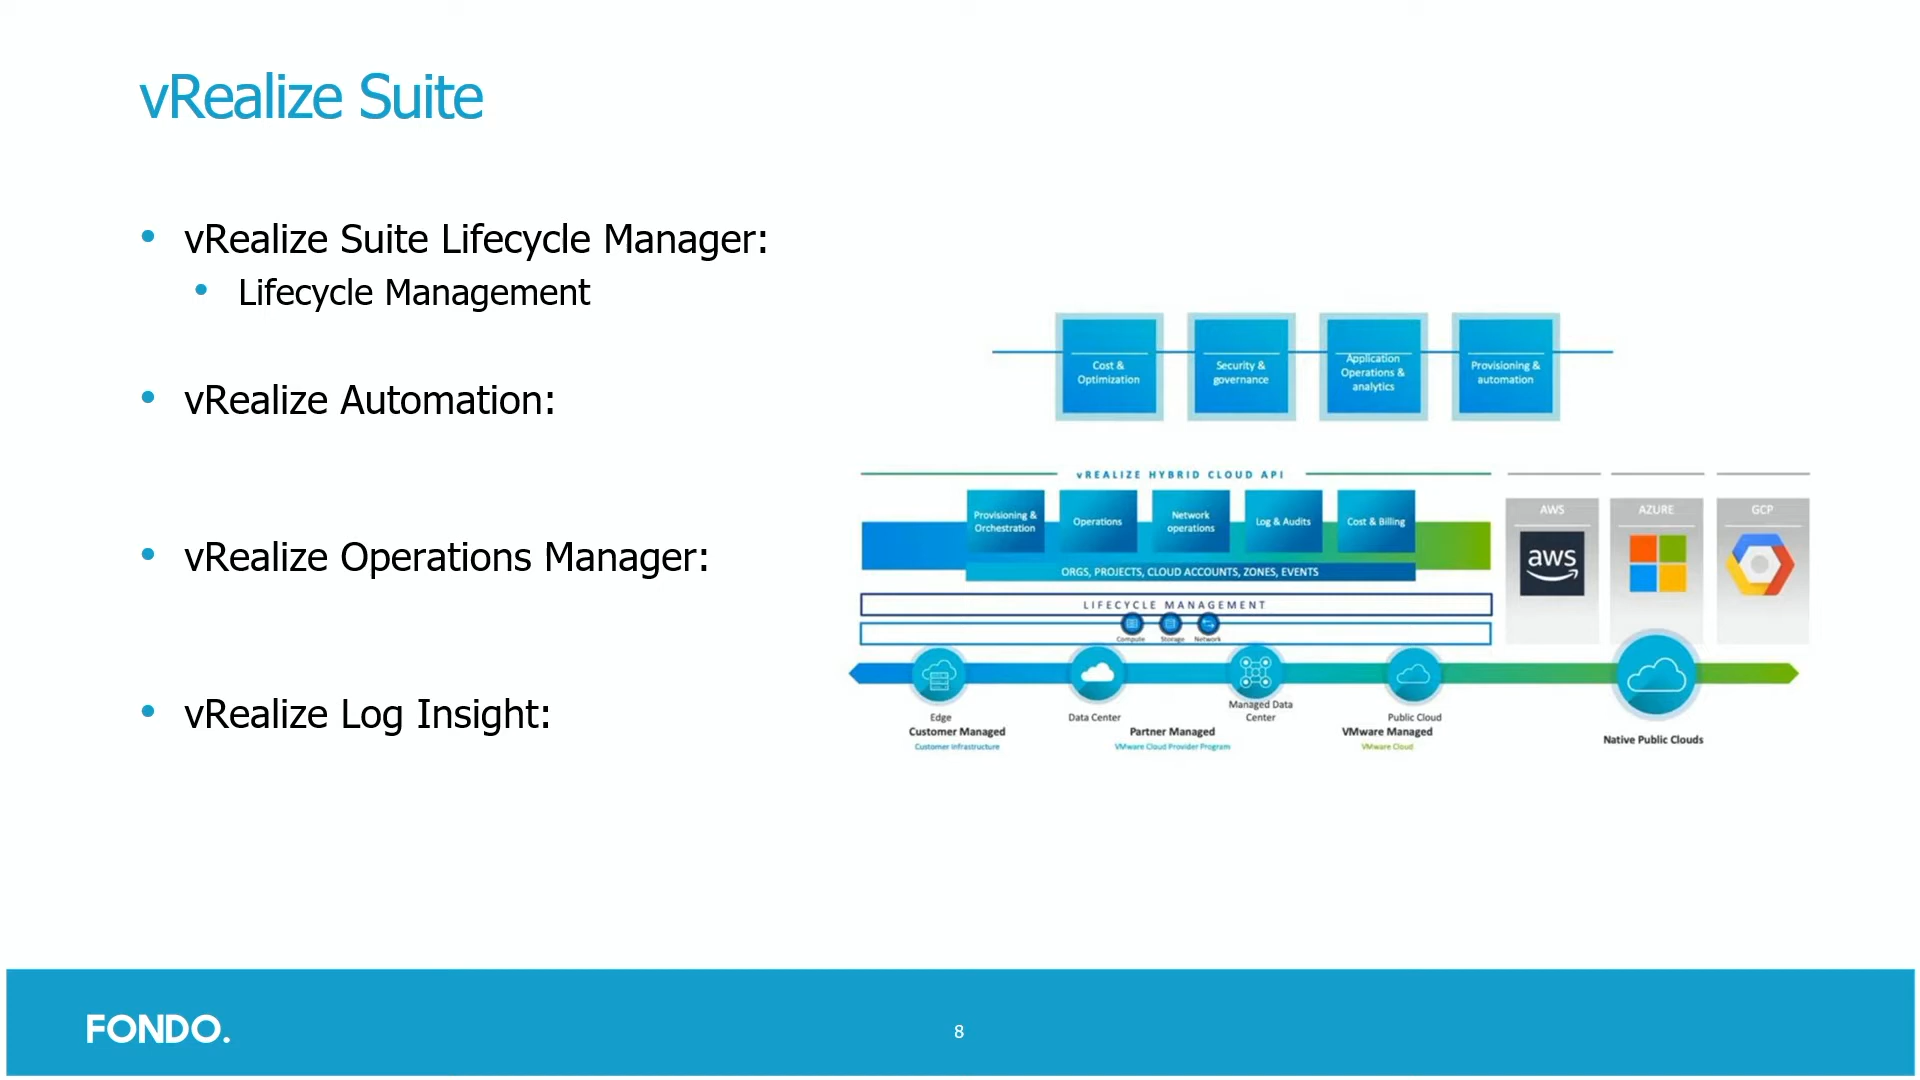 vRealize Suite
• vRealize Suite Lifecycle Manager:
• Lifecycle Management
• vRealize Automation:
• vRealize Operations Manager:
• vRealize Log Insight:
Cost &
Optimization
Security &
governance
Application
Operations &
analytics
Provisioning &
automation
vREALIZE HYBRID CLOUD API
Provisioning &
Orchestration
Operations
Network
operations
Log & Audits
Cost & Billing
ORGS, PROJECTS, CLOUD ACCOUNTS, ZONES, EVENTS
AWS
aws
AZURE
GCP
LIFECYCLE MANAGEMENT
Compute
Storage
Network
Edge
Data Center
Managed Data
Center
Public Cloud
Customer Managed
Customer Infrastructure
Partner Managed
VMware Cloud Provider Program
VMware Managed
VMware Cloud
Native Public Clouds
FONDO.
8